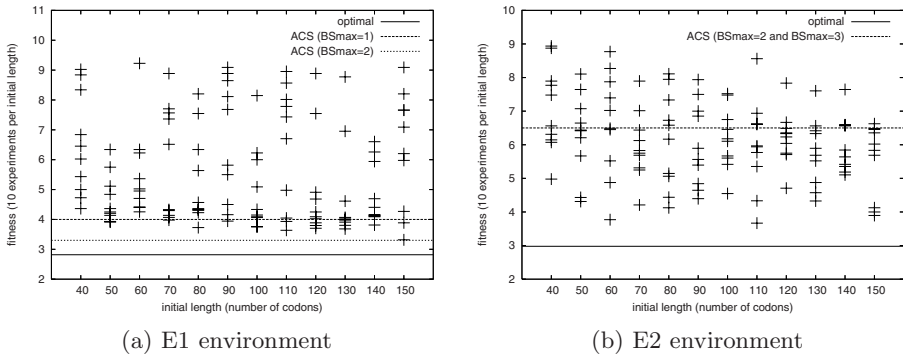 fitness (10 experiments per initial length)
11
10
9
8
7
6
5
4
3
2
optimal
ACS (BSmax=1)
ACS (BSmax=2)
40 50 60 70 80 90 100 110 120 130 140 150
initial length (number of codons)
(a) E1 environment
fitness (10 experiments per initial length)
10
9
8
7
6
5
4
3
2
optimal
ACS (BSmax=2 and BSmax=3)
40 50 60 70 80 90 100 110 120 130 140 150
initial length (number of codons)
(b) E2 environment